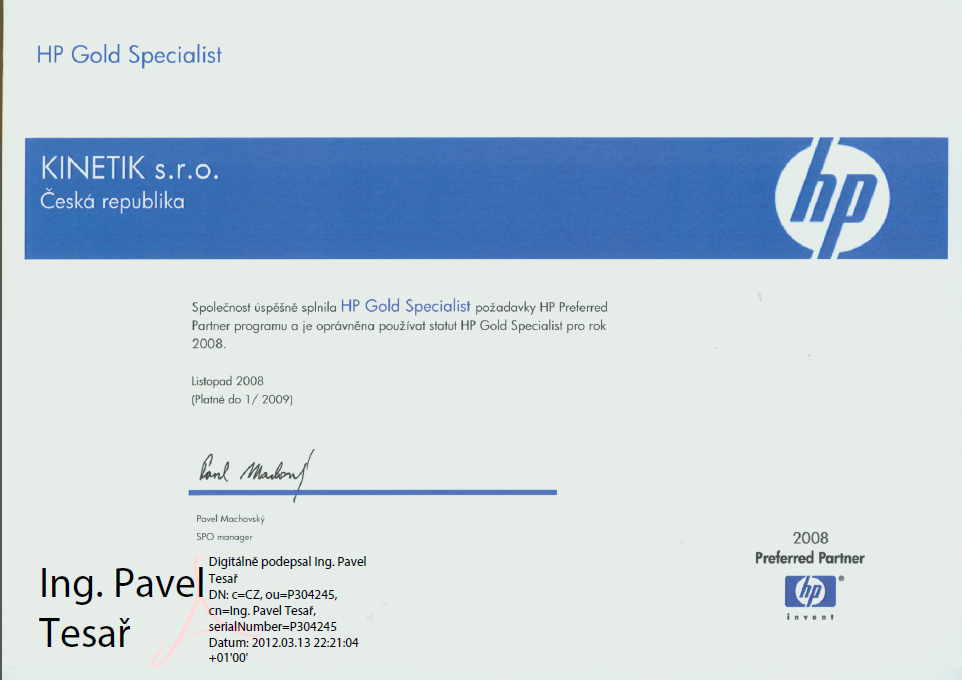 HP Gold Specialist
KINETIK s.r.o.
Česká republika
hp
Společnost úspěšně splnila HP Gold Specialist požadavky HP Preferred
Partner programu a je oprávněna používat statut HP Gold Specialist pro rok
2008.
Listopad 2008
(Platné do 1/ 2009)
Pavel Machovský
SPO manager
Ing. Pavel
Tesař
Digitálně podepsal Ing. Pavel
Tesař
DN: c=CZ, ou=P304245,
cn=Ing. Pavel Tesař,
serialNumber=P304245
Datum: 2012.03.13 22:21:04
+01'00'
2008
Preferred Partner
hp®
invent